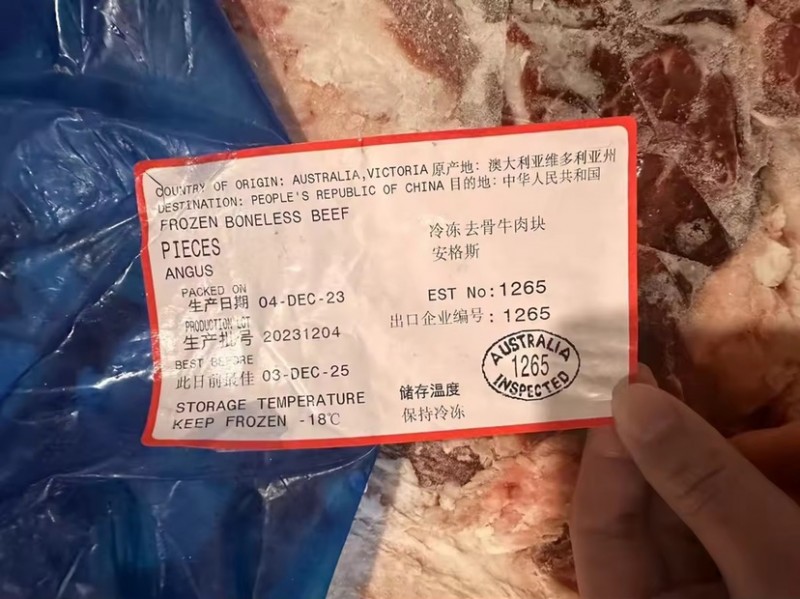 COUNTRY OF ORIGIN: AUSTRALIA,VICTORIA 原产地: 澳大利亚维多利亚州
DESTINATION: PEOPLE'S REPUBLIC OF CHINA 目的地: 中华人民共和国
FROZEN BONELESS BEEF 冷冻去骨牛肉块
PIECES
ANGUS 安格斯
PACKED ON
生产日期 04-DEC-23
EST No:1265
PRODUCTION LOT
生产批号 20231204
出口企业编号: 1265
BEST BEFORE
此日前最佳 03-DEC-25
AUSTRALIA
1265
INSPECTED
STORAGE TEMPERATURE 储存温度
KEEP FROZEN -18℃ 保持冷冻